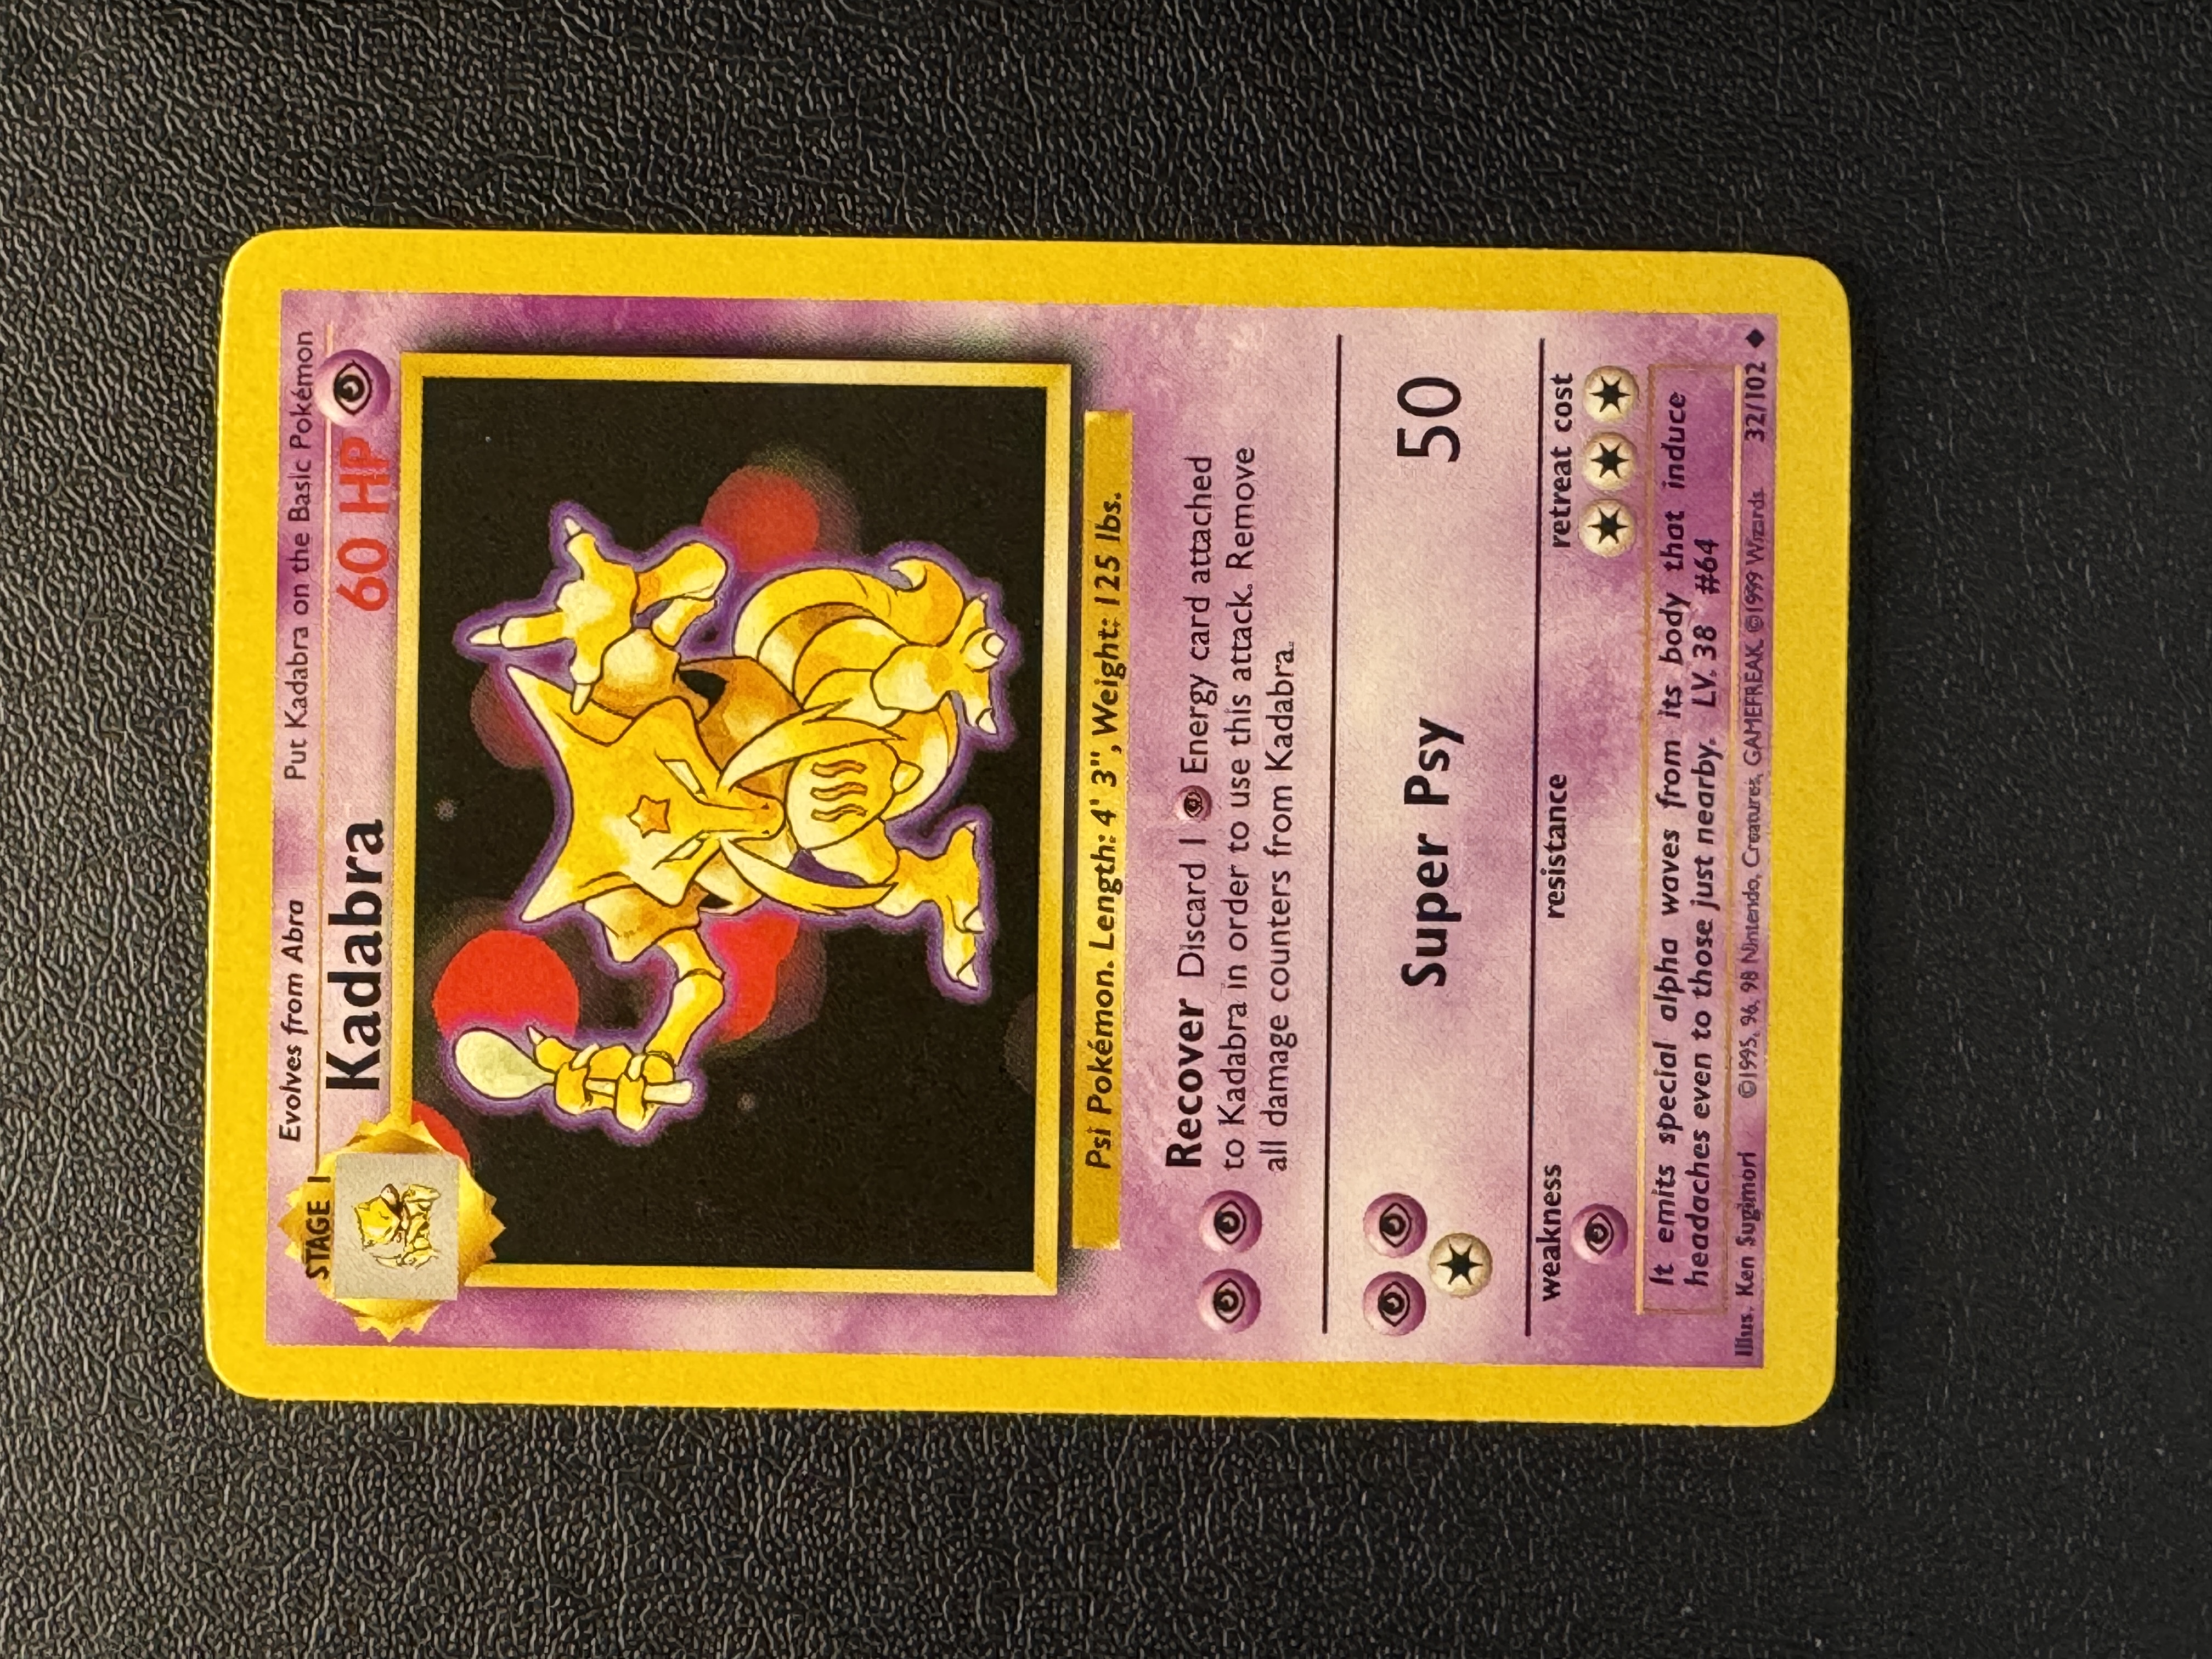 STAGE 1 Evolves from Abra Put Kadabra on the Basic Pokémon
Kadabra 60 HP
Psi Pokémon. Length: 4' 3", Weight: 125 lbs.
Recover Discard 1 Energy card attached
to Kadabra in order to use this attack. Remove
all damage counters from Kadabra.
Super Psy 50
weakness resistance retreat cost
It emits special alpha waves from its body that induce
headaches even to those just nearby. LV. 38 #64
Illus. Ken Sugimori ©1995, 96, 98 Nintendo, Creatures, GAMEFREAK. ©1999 Wizards. 32/102